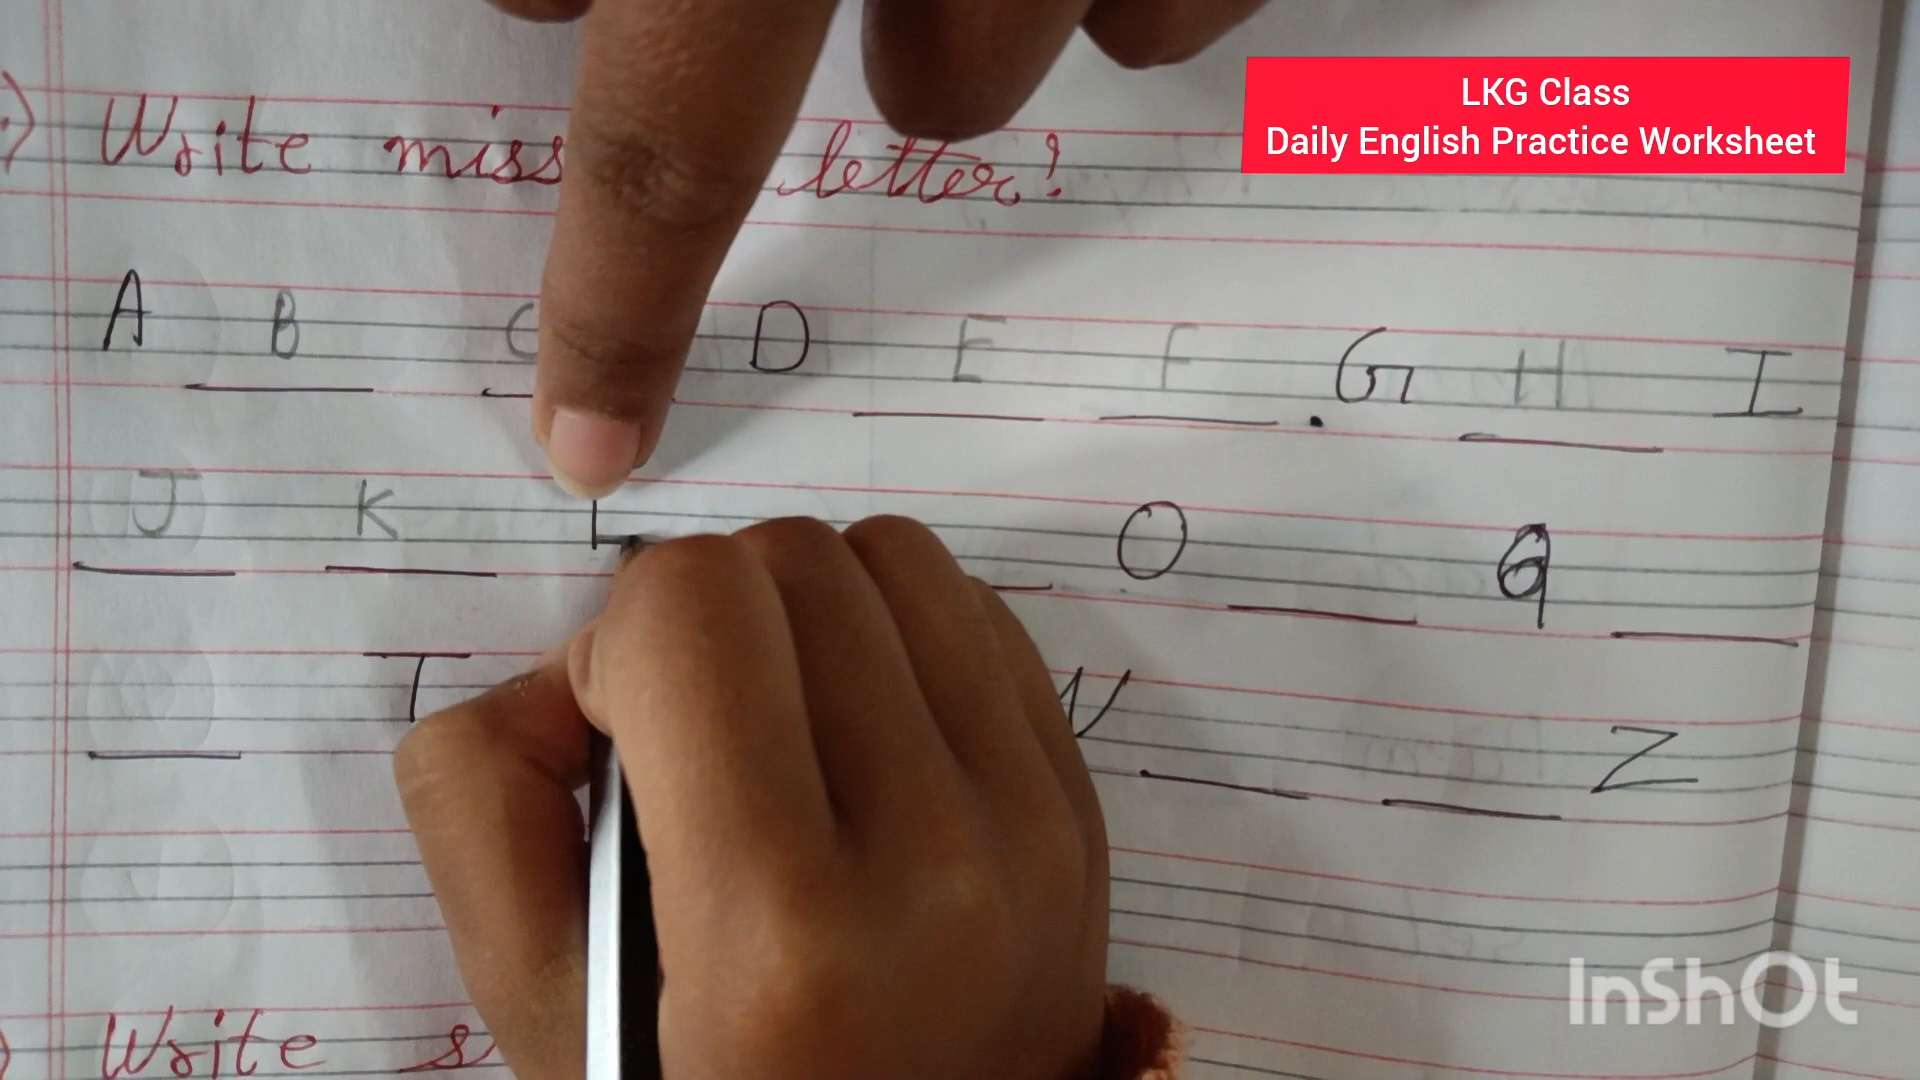 LKG Class
Daily English Practice Worksheet
Write miss letter!
A B C D E F . G H I
J K L O Q
T W Z
Write s
InShOt